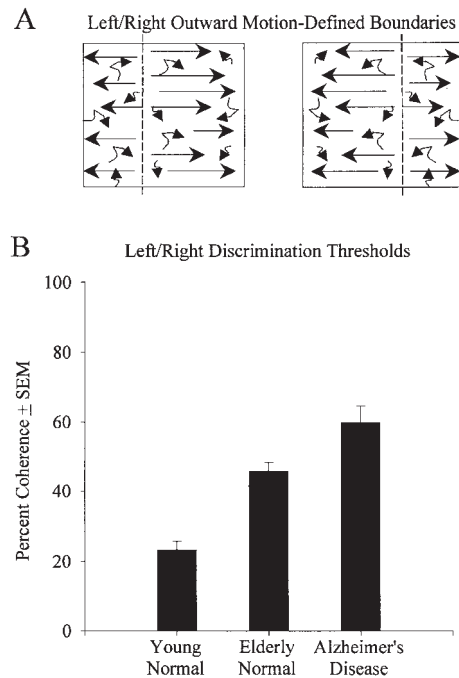 A
Left/Right Outward Motion-Defined Boundaries
B
Left/Right Discrimination Thresholds
Percent Coherence ± SEM
100
80
60
40
20
0
Young
Normal
Elderly
Normal
Alzheimer's
Disease